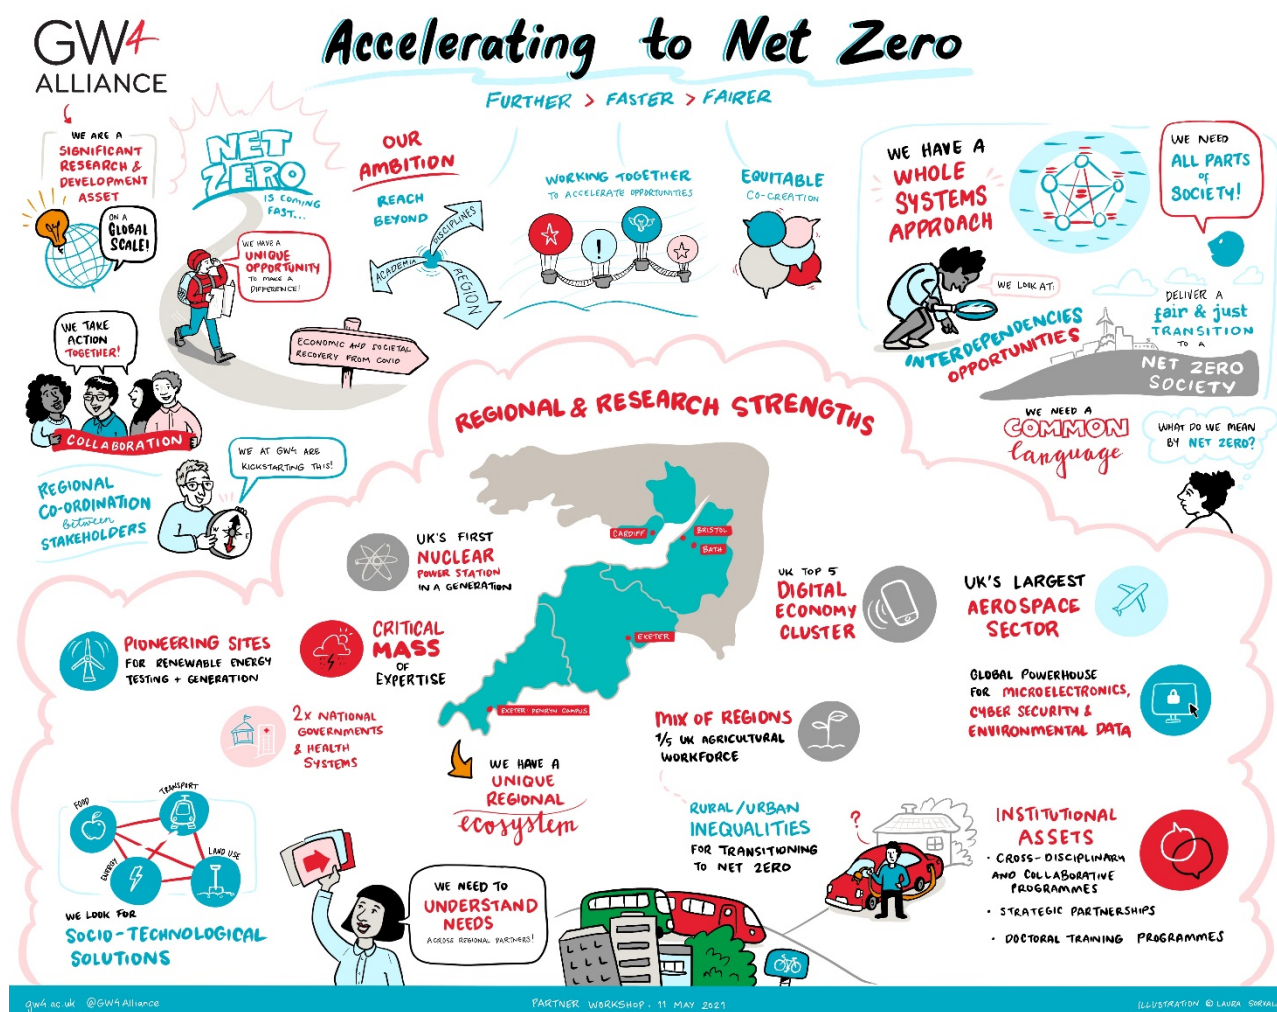 GW4
ALLIANCE
Accelerating to Net Zero
FURTHER > FASTER > FAIRER
WE ARE A
SIGNIFICANT
RESEARCH &
DEVELOPMENT
ASSET
ON A
GLOBAL
SCALE!
NET
ZERO
IS COMING
FAST...
WE HAVE A
UNIQUE
OPPORTUNITY
TO MAKE A
DIFFERENCE!
ECONOMIC AND SOCIETAL
RECOVERY FROM COVID
OUR
AMBITION
REACH
BEYOND
DISCIPLINES
ACADEMIA
REGION
WORKING TOGETHER
TO ACCELERATE OPPORTUNITIES
!
EQUITABLE
CO-CREATION
WE HAVE A
WHOLE
SYSTEMS
APPROACH
WE NEED
ALL PARTS
OF
SOCIETY!
WE LOOK AT:
INTERDEPENDENCIES
OPPORTUNITIES
DELIVER A
fair & just
TRANSITION
TO A
NET ZERO
SOCIETY
WE NEED A
COMMON
language
WHAT DO WE MEAN
BY NET ZERO?
WE TAKE
ACTION
TOGETHER!
COLLABORATION
REGIONAL
CO-ORDINATION
between
STAKEHOLDERS
WE AT GW4 ARE
KICKSTARTING THIS!
REGIONAL & RESEARCH STRENGTHS
CARDIFF
BRISTOL
BATH
EXETER
EXETER - PENRYN CAMPUS
UK'S FIRST
NUCLEAR
POWER STATION
IN A GENERATION
PIONEERING SITES
FOR RENEWABLE ENERGY
TESTING + GENERATION
CRITICAL
MASS
OF
EXPERTISE
2x NATIONAL
GOVERNMENTS
& HEALTH
SYSTEMS
UK TOP 5
DIGITAL
ECONOMY
CLUSTER
UK'S LARGEST
AEROSPACE
SECTOR
GLOBAL POWERHOUSE
FOR MICROELECTRONICS,
CYBER SECURITY &
ENVIRONMENTAL DATA
MIX OF REGIONS
1/5 UK AGRICULTURAL
WORKFORCE
WE HAVE A
UNIQUE
REGIONAL
ecosystem
FOOD
TRANSPORT
ENERGY
LAND USE
WE LOOK FOR
SOCIO-TECHNOLOGICAL
SOLUTIONS
WE NEED TO
UNDERSTAND
NEEDS
ACROSS REGIONAL PARTNERS!
RURAL/URBAN
INEQUALITIES
FOR TRANSITIONING
TO NET ZERO
?
INSTITUTIONAL
ASSETS
· CROSS-DISCIPLINARY
AND COLLABORATIVE
PROGRAMMES
· STRATEGIC PARTNERSHIPS
· DOCTORAL TRAINING PROGRAMMES
gw4.ac.uk @GW4Alliance
PARTNER WORKSHOP. 11 MAY 2021
ILLUSTRATION © LAURA